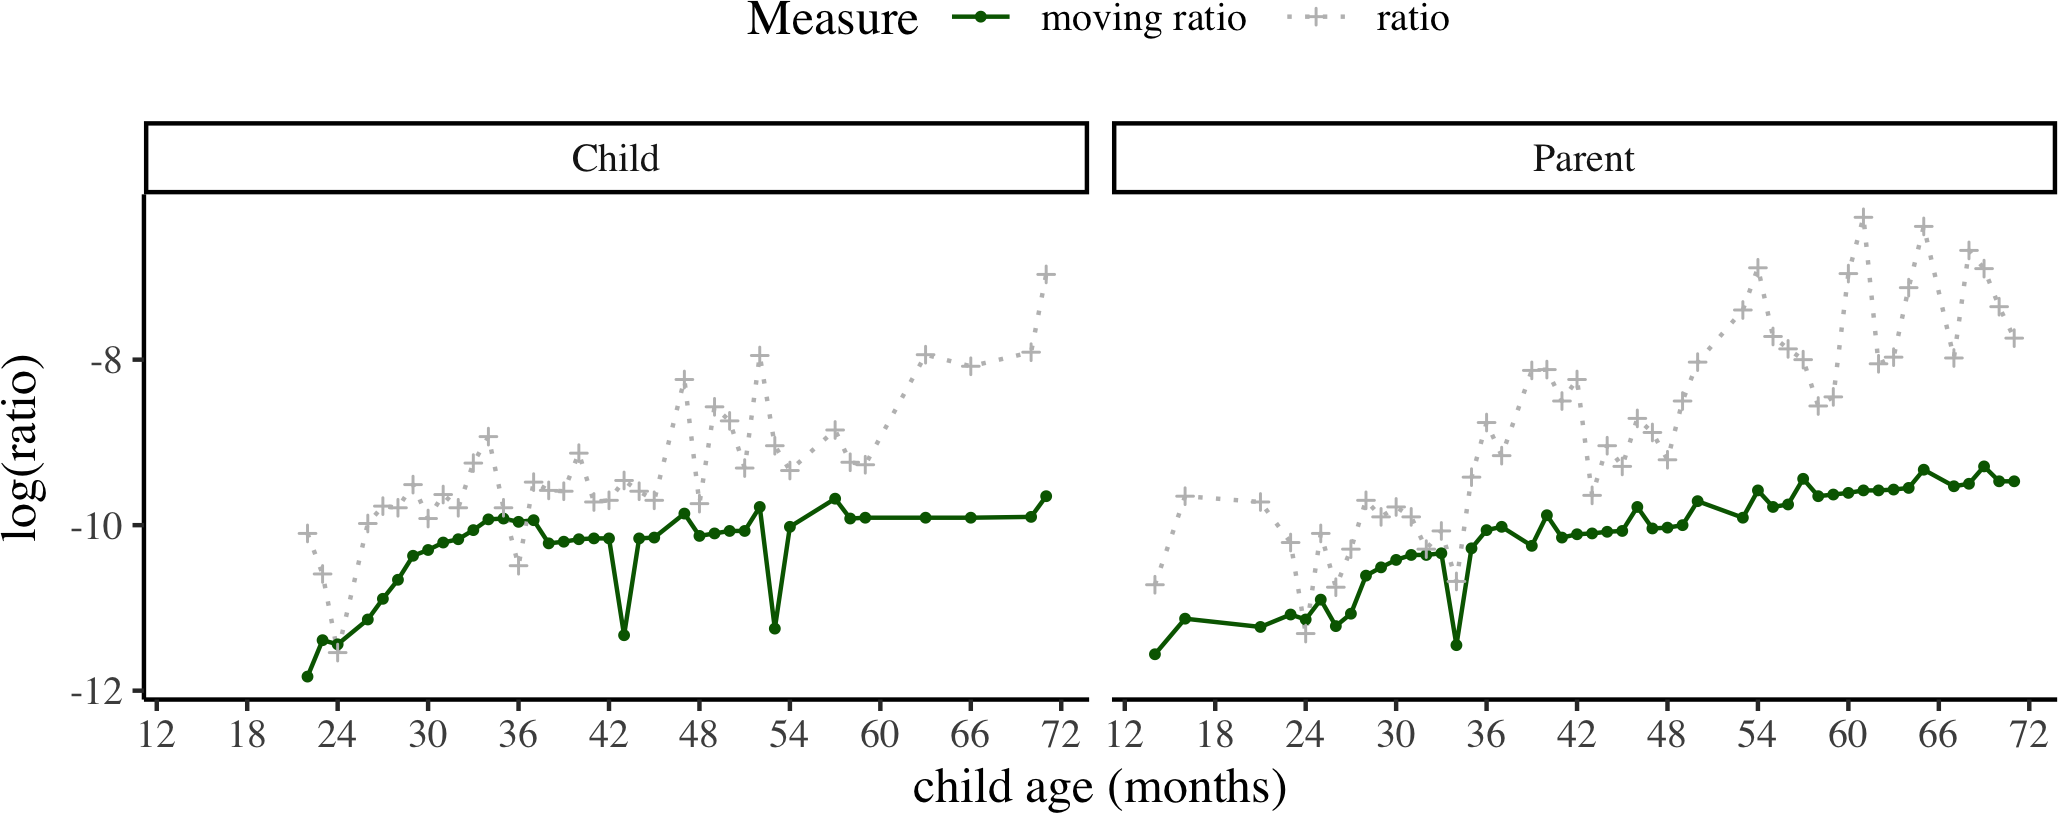 Measure moving ratio ratio
Child Parent
log(ratio)
-8
-10
-12
12 18 24 30 36 42 48 54 60 66 72 12 18 24 30 36 42 48 54 60 66 72
child age (months)